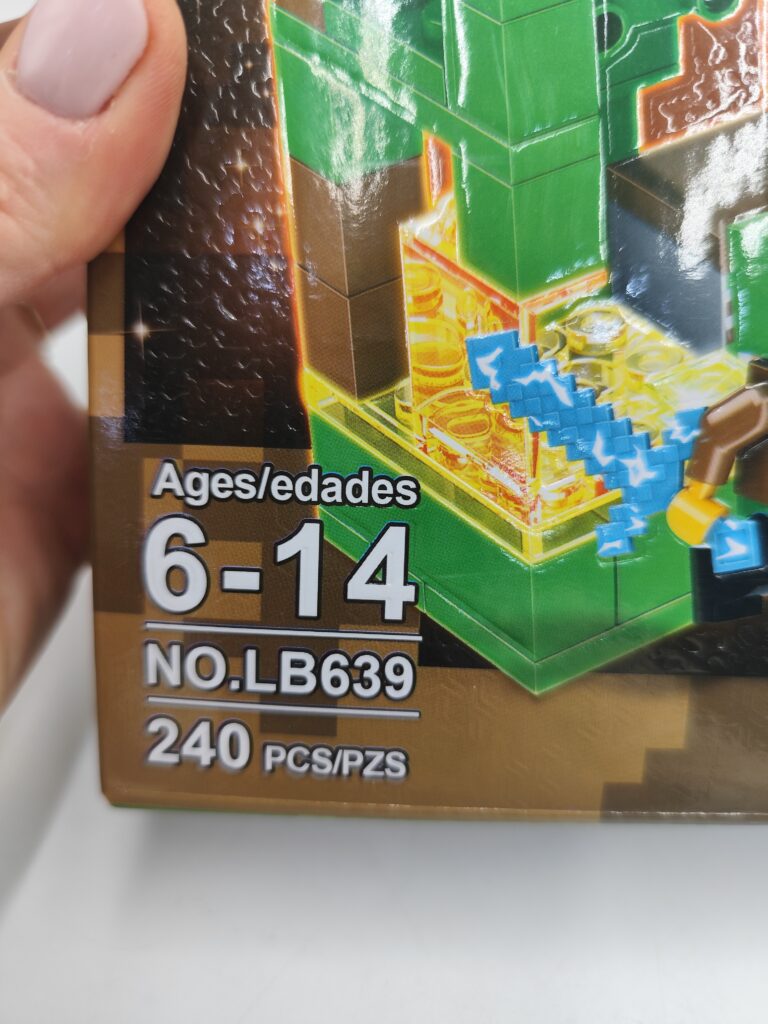 Ages/edades
6-14
NO.LB639
240 PCS/PZS